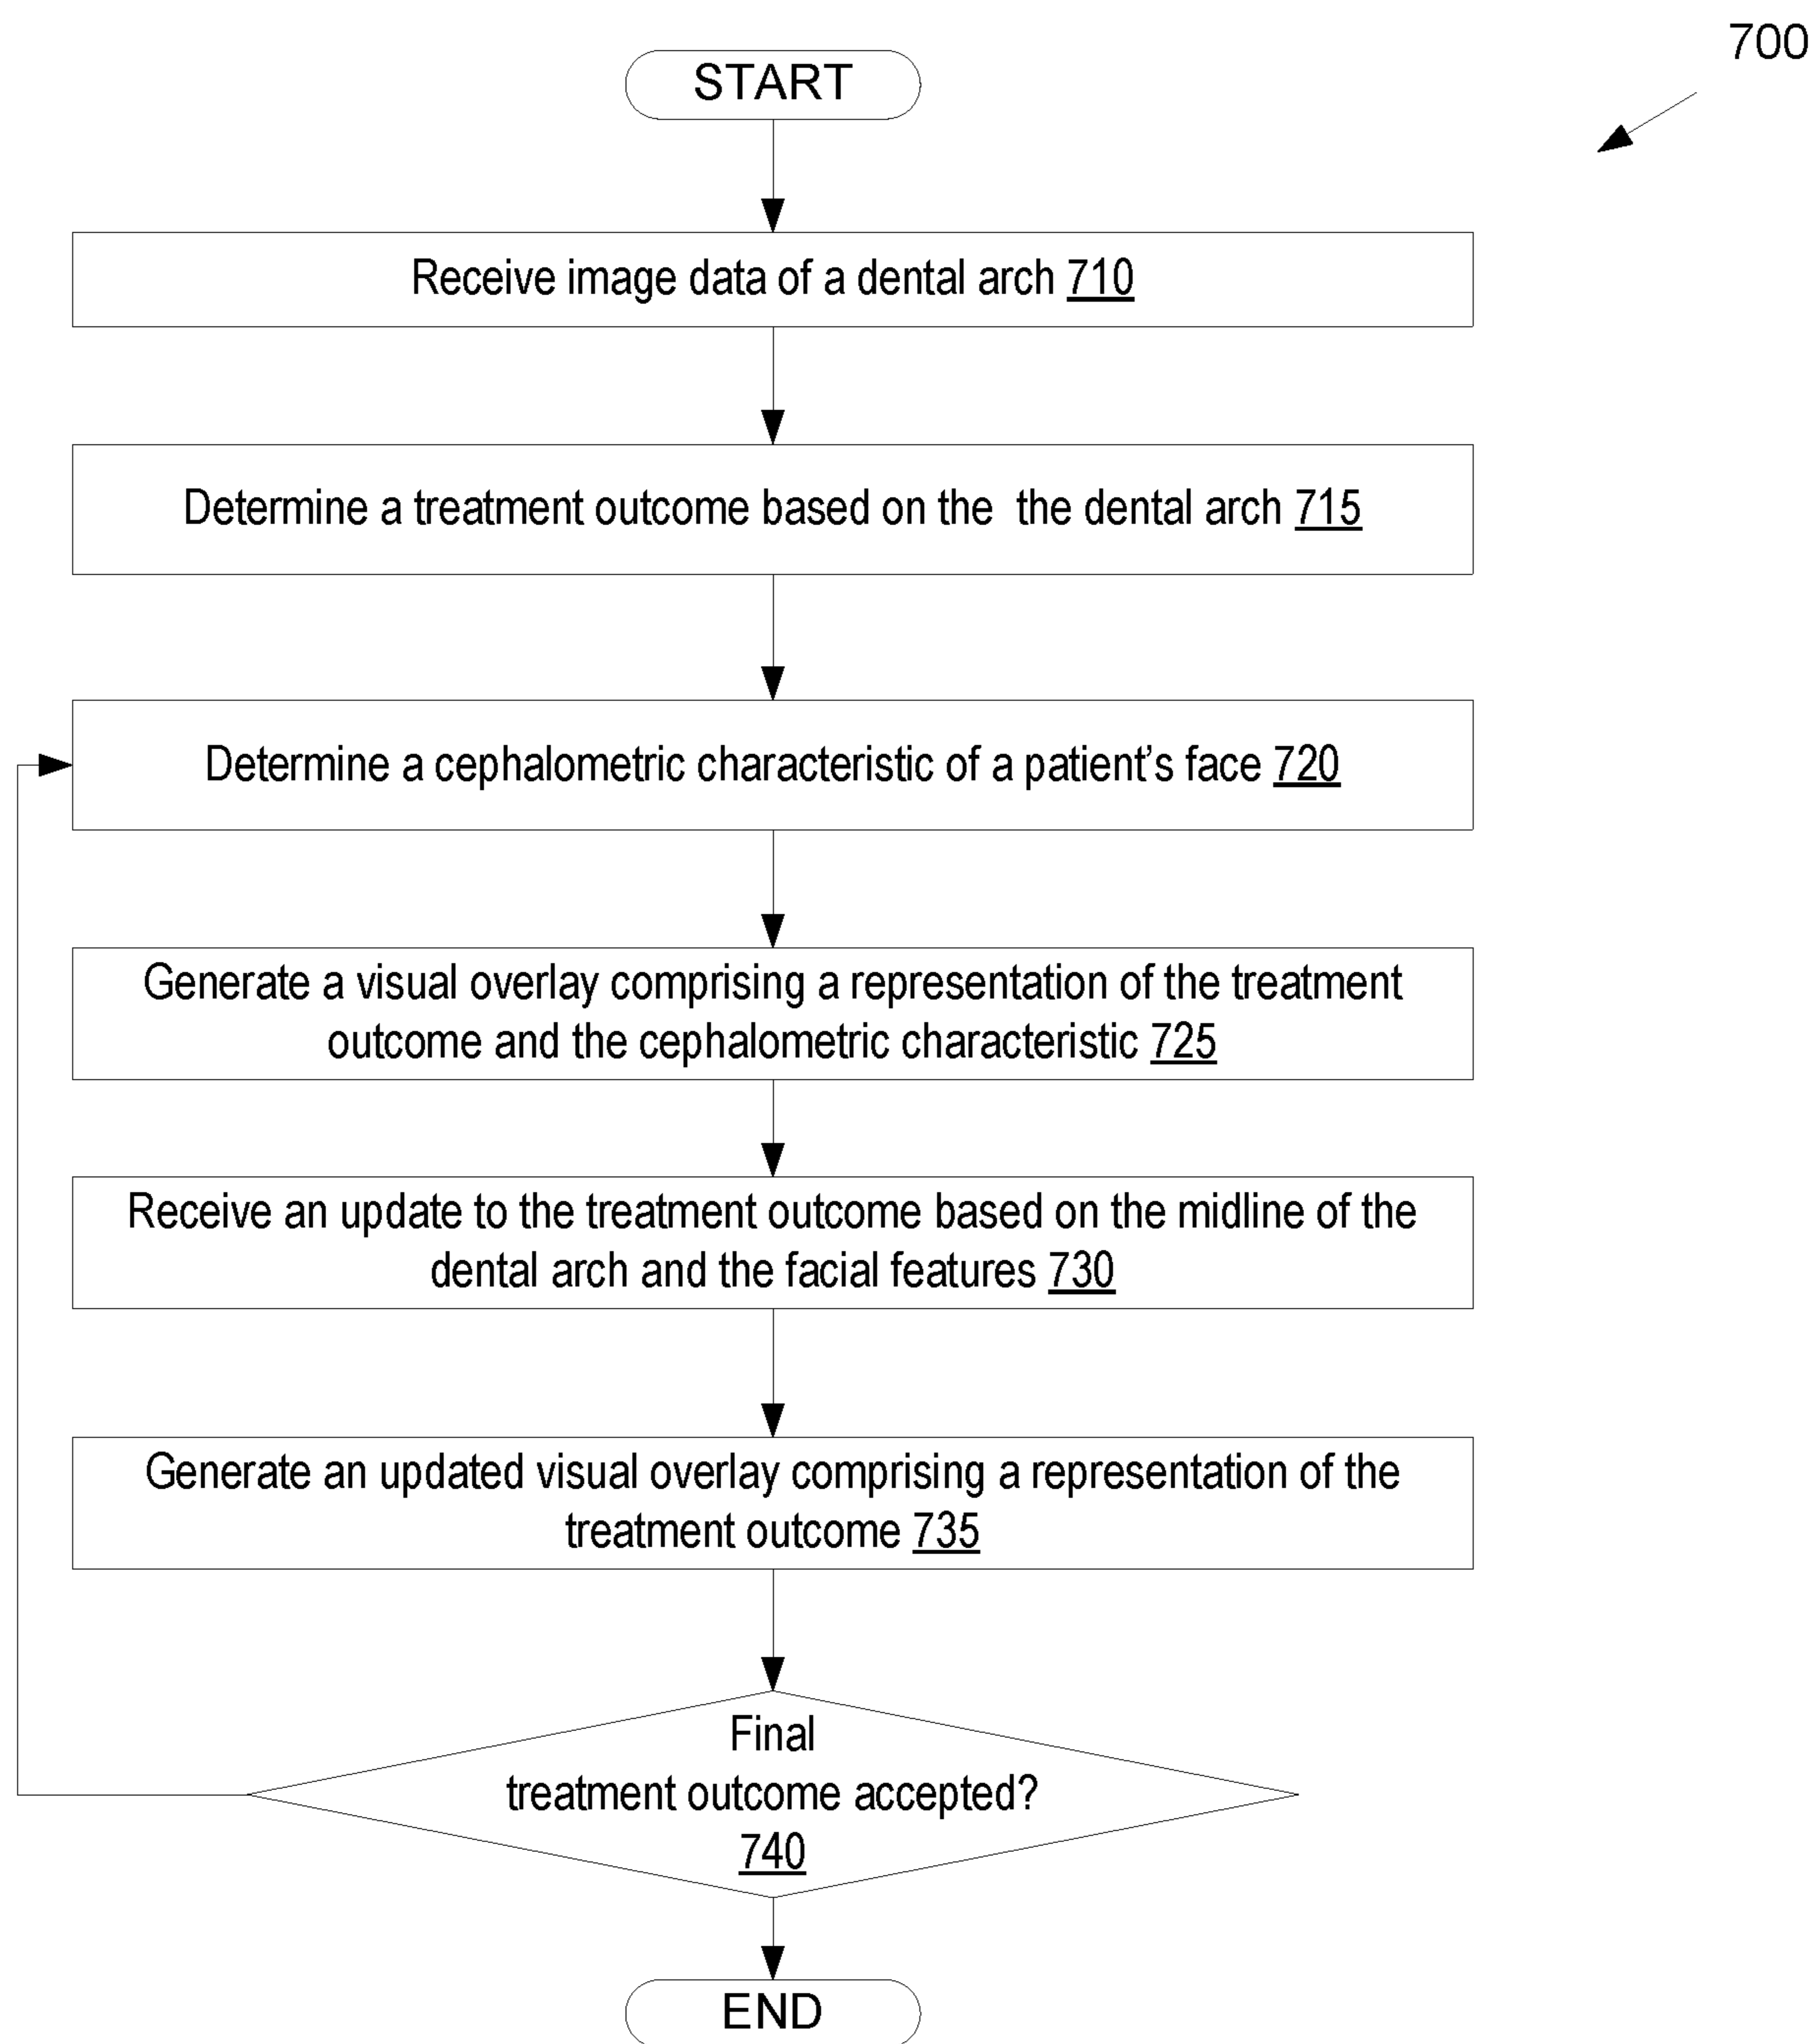 700
START
Receive image data of a dental arch 710
Determine a treatment outcome based on the the dental arch 715
Determine a cephalometric characteristic of a patient’s face 720
Generate a visual overlay comprising a representation of the treatment
outcome and the cephalometric characteristic 725
Receive an update to the treatment outcome based on the midline of the
dental arch and the facial features 730
Generate an updated visual overlay comprising a representation of the
treatment outcome 735
Final
treatment outcome accepted?
740
END